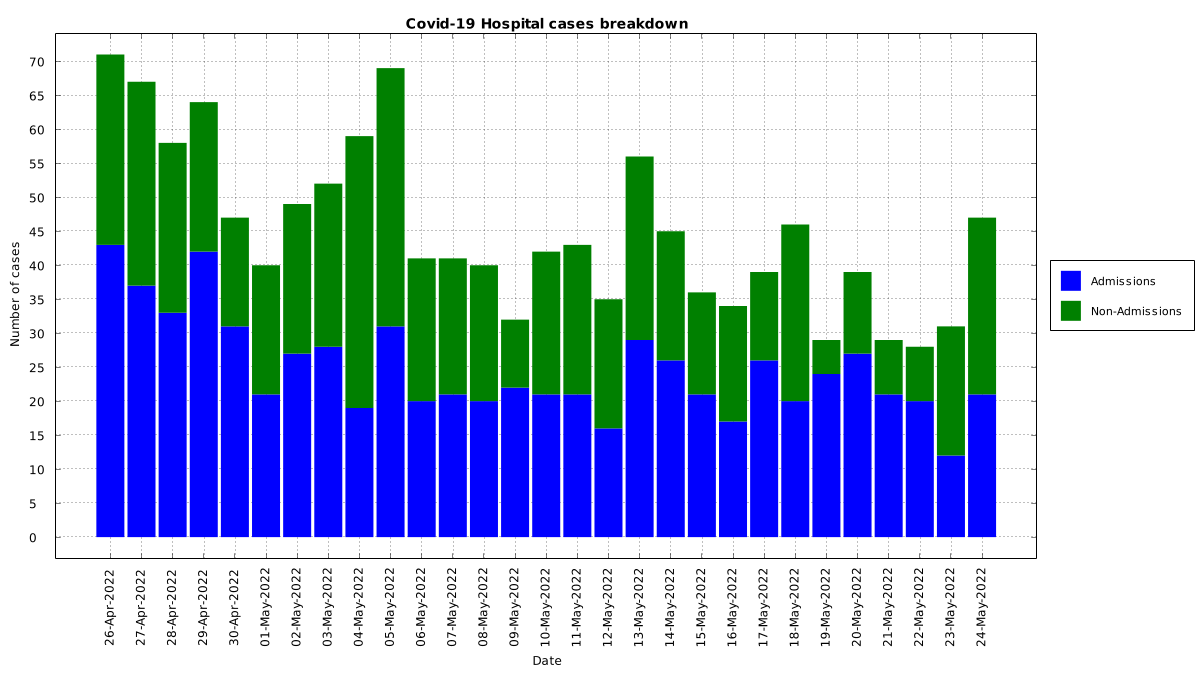 Covid-19 Hospital cases breakdown
70
65
60
55
50
45
40
35
30
25
20
15
10
5
0
Number of cases
26-Apr-2022
27-Apr-2022
28-Apr-2022
29-Apr-2022
30-Apr-2022
01-May-2022
02-May-2022
03-May-2022
04-May-2022
05-May-2022
06-May-2022
07-May-2022
08-May-2022
09-May-2022
10-May-2022
11-May-2022
12-May-2022
13-May-2022
14-May-2022
15-May-2022
16-May-2022
17-May-2022
18-May-2022
19-May-2022
20-May-2022
21-May-2022
22-May-2022
23-May-2022
24-May-2022
Date
Admissions
Non-Admissions